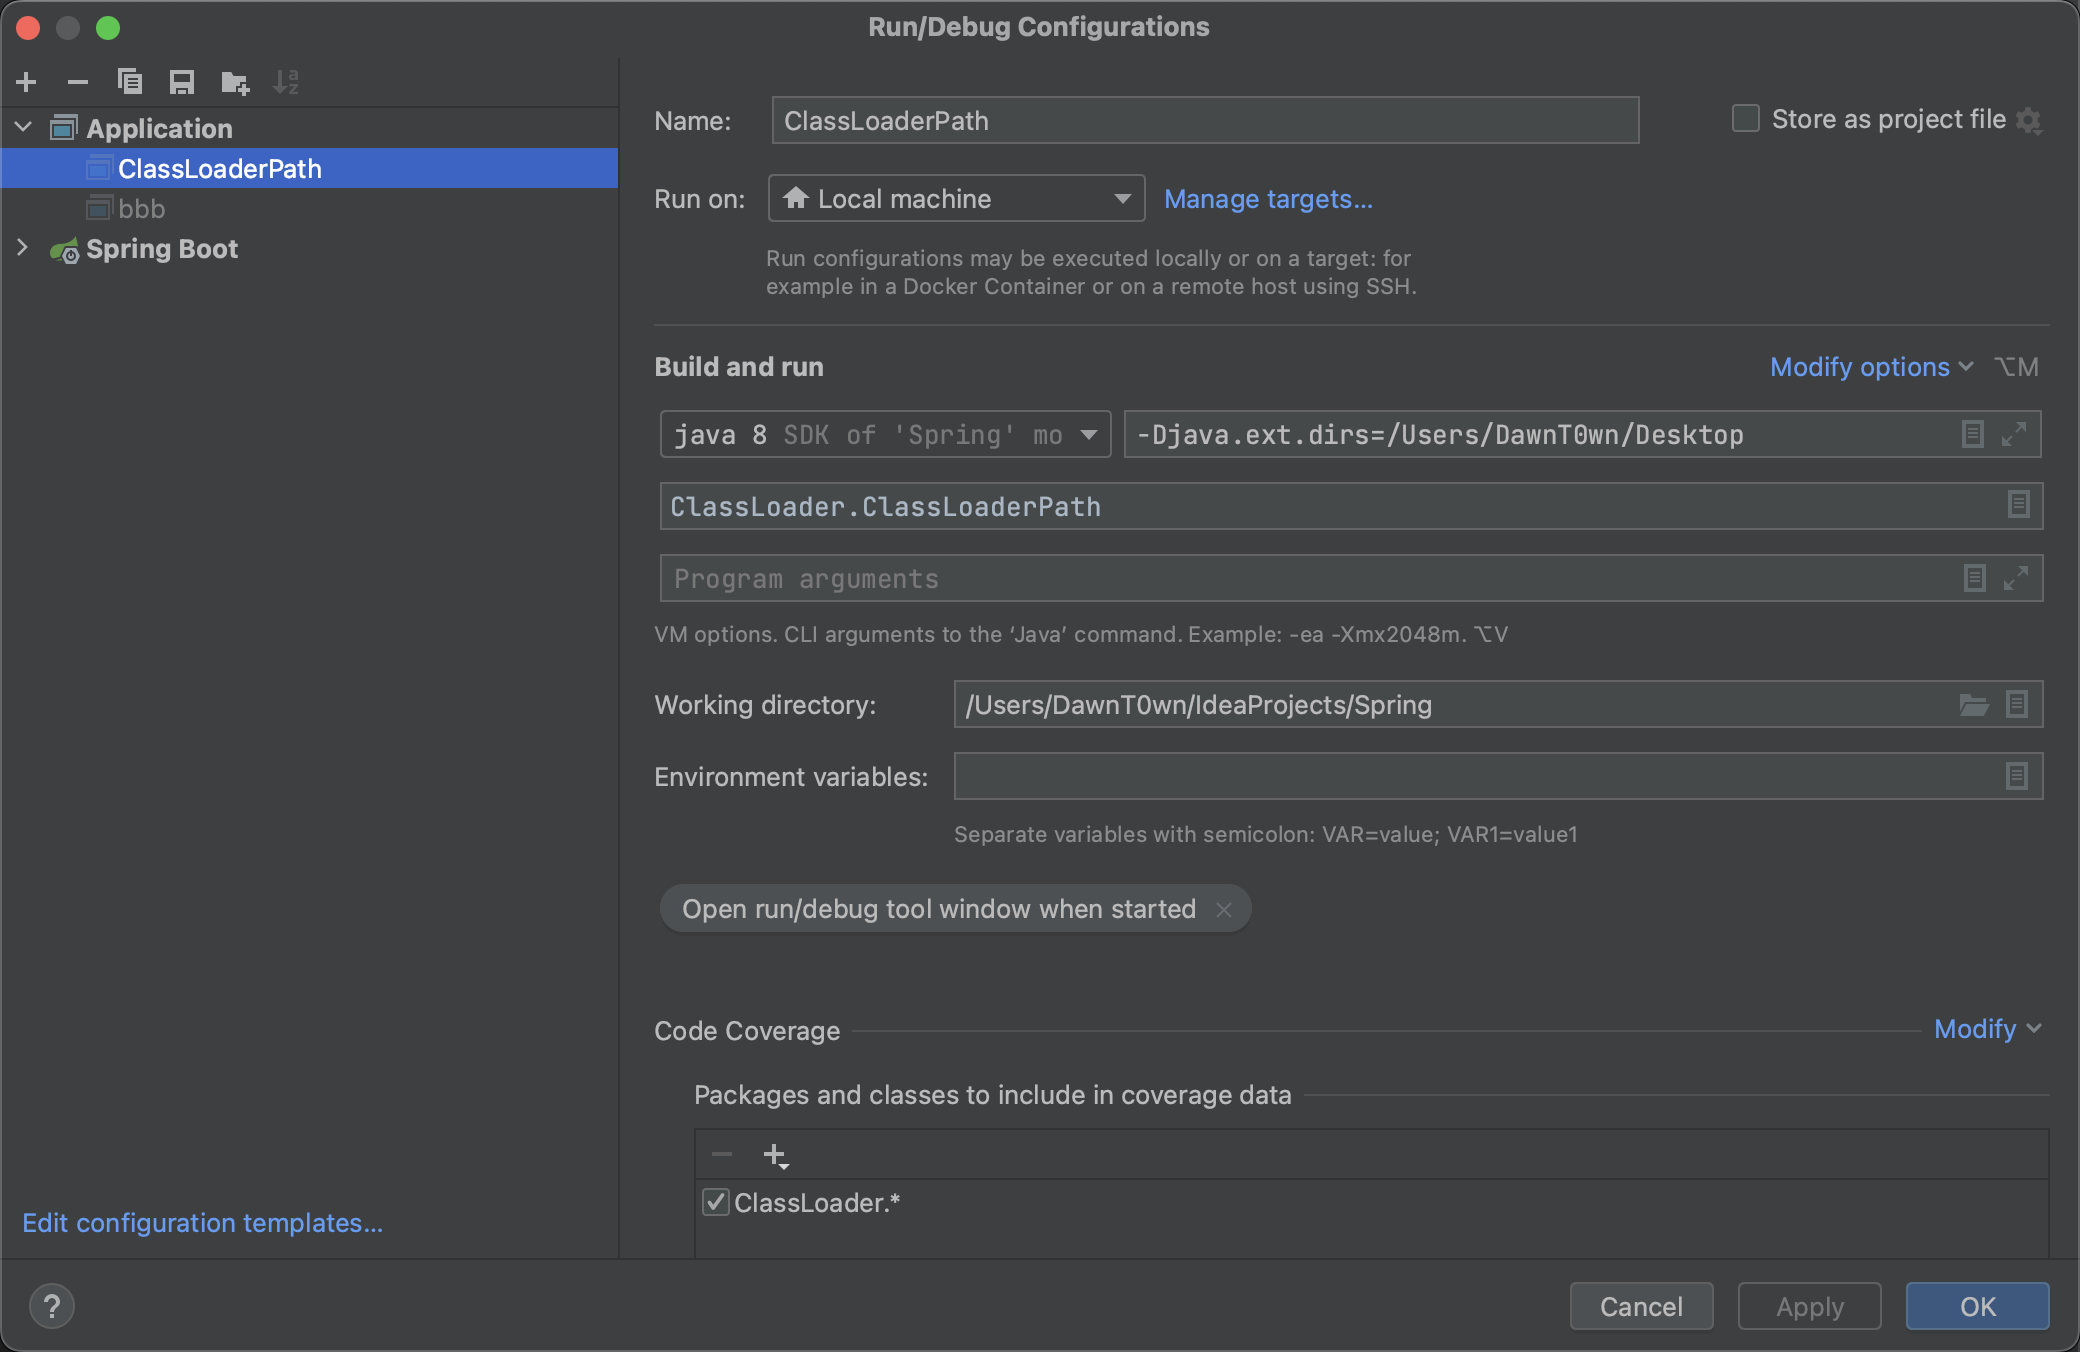 Run/Debug Configurations
Application
ClassLoaderPath
bbb
Spring Boot
Edit configuration templates...
Name: ClassLoaderPath Store as project file
Run on: Local machine Manage targets...
Run configurations may be executed locally or on a target: for
example in a Docker Container or on a remote host using SSH.
Build and run Modify options ⌥M
java 8 SDK of 'Spring' mo -Djava.ext.dirs=/Users/DawnT0wn/Desktop
ClassLoader.ClassLoaderPath
Program arguments
VM options. CLI arguments to the ‘Java’ command. Example: -ea -Xmx2048m. ⌥V
Working directory: /Users/DawnT0wn/IdeaProjects/Spring
Environment variables:
Separate variables with semicolon: VAR=value; VAR1=value1
Open run/debug tool window when started
Code Coverage Modify
Packages and classes to include in coverage data
ClassLoader.*
? Cancel Apply OK